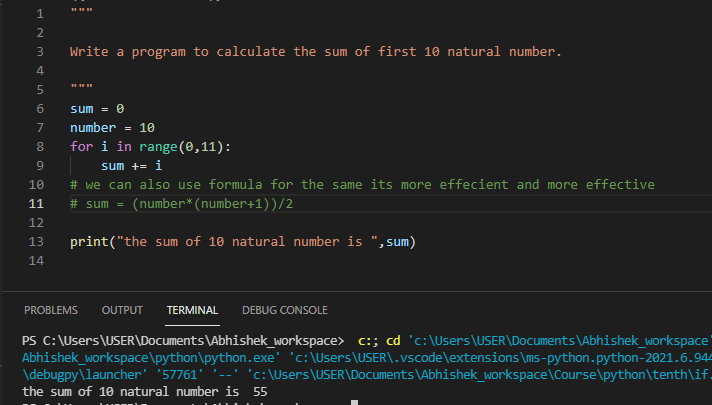 1 """
2
3 Write a program to calculate the sum of first 10 natural number.
4
5 """
6 sum = 0
7 number = 10
8 for i in range(0,11):
9     sum += i
10 # we can also use formula for the same its more effecient and more effective
11 # sum = (number*(number+1))/2
12
13 print("the sum of 10 natural number is ",sum)
14
PROBLEMS OUTPUT TERMINAL DEBUG CONSOLE
PS C:\Users\USER\Documents\Abhishek_workspace>  c:; cd 'c:\Users\USER\Documents\Abhishek_workspace'
Abhishek_workspace\python\python.exe' 'c:\Users\USER\.vscode\extensions\ms-python.python-2021.6.944
\debugpy\launcher' '57761' '--' 'c:\Users\USER\Documents\Abhishek_workspace\Course\python\tenth\if.
the sum of 10 natural number is  55